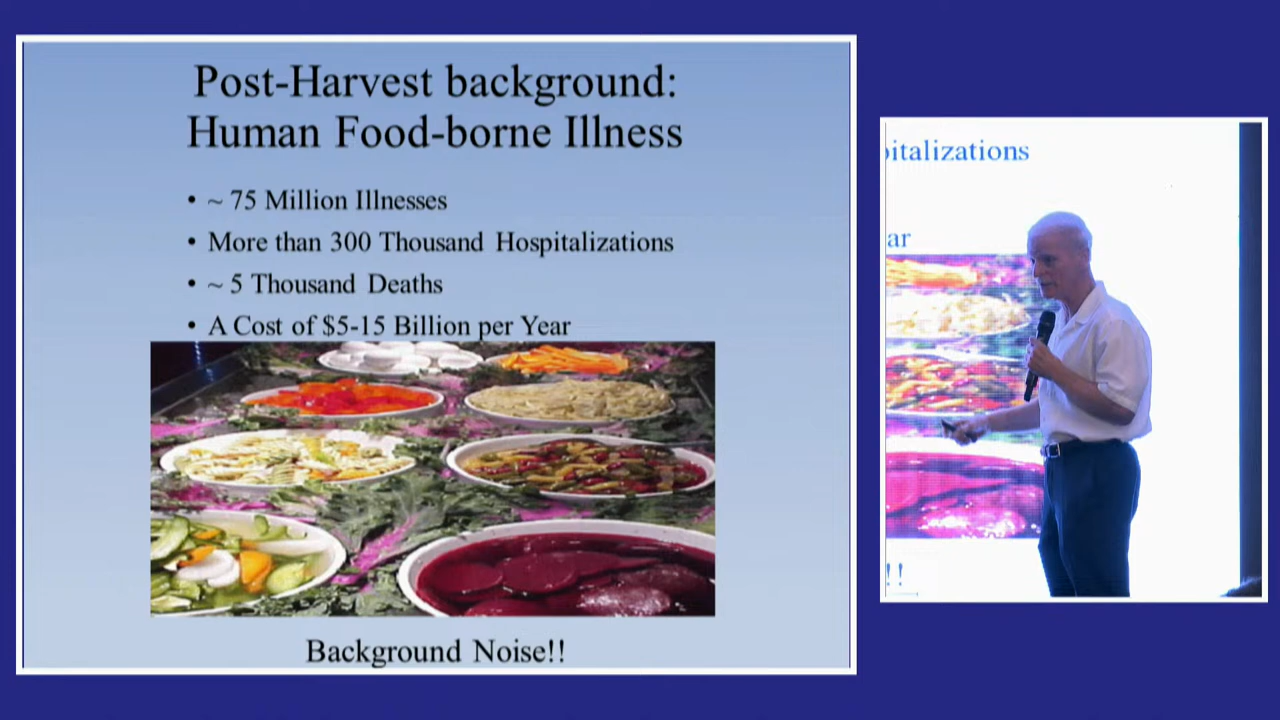 Post-Harvest background:
Human Food-borne Illness
• ~ 75 Million Illnesses
• More than 300 Thousand Hospitalizations
• ~ 5 Thousand Deaths
• A Cost of $5-15 Billion per Year
Background Noise!!
pitalizations
ar
!!